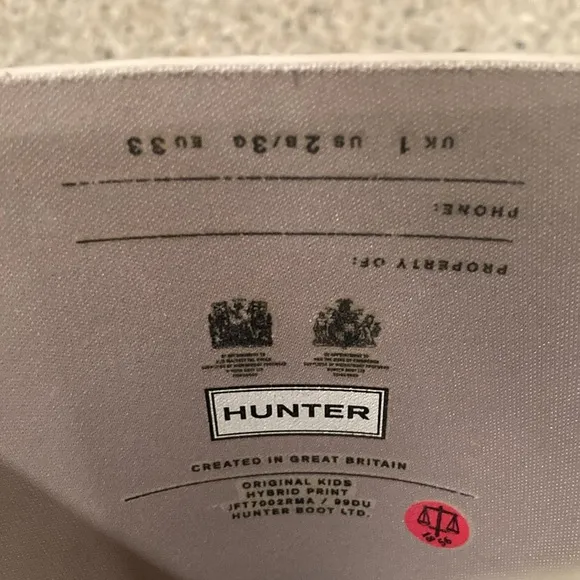 UK 1 US 2B/3G EU 33
PHONE:
PROPERTY OF:
HUNTER
CREATED IN GREAT BRITAIN
ORIGINAL KIDS
HYBRID PRINT
JFT7002RMA / 99DU
HUNTER BOOT LTD.